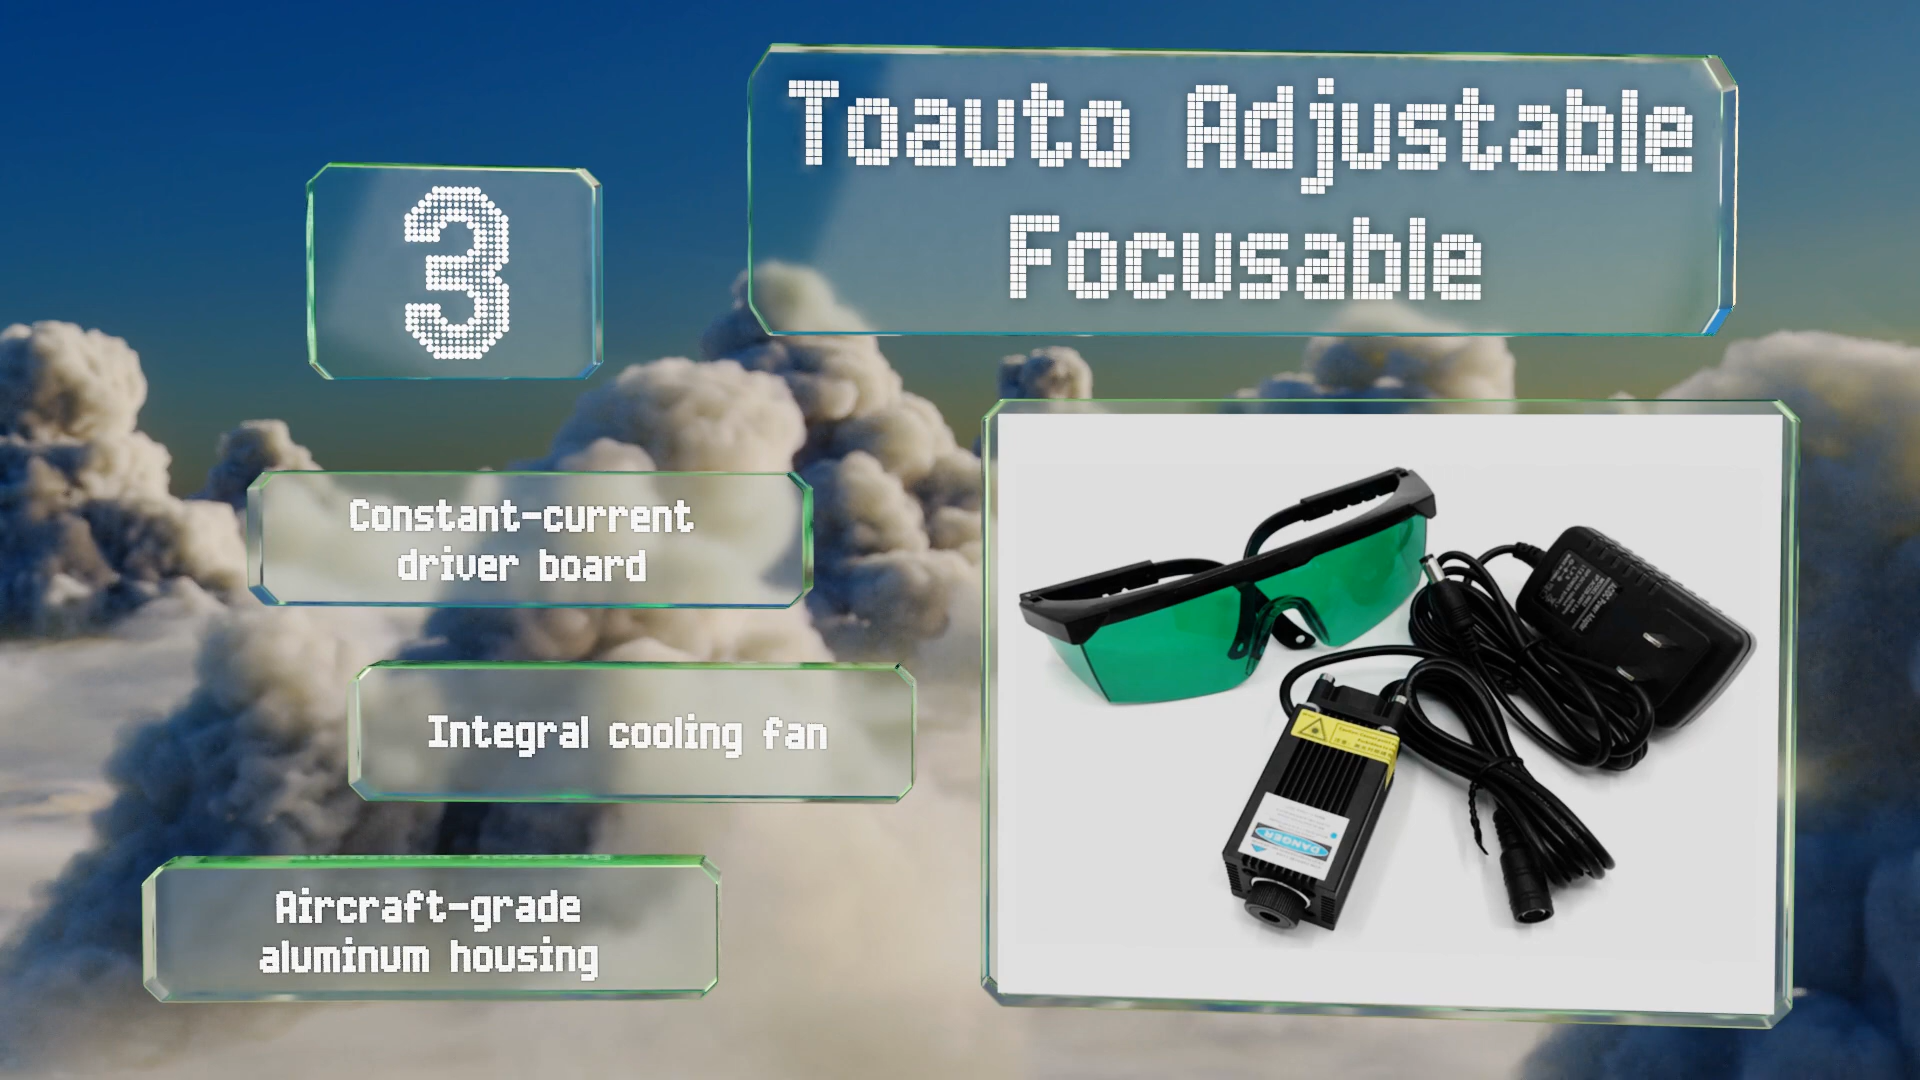 3
Toauto Adjustable
Focusable
Constant-current
driver board
Integral cooling fan
Aircraft-grade
aluminum housing
DANGER